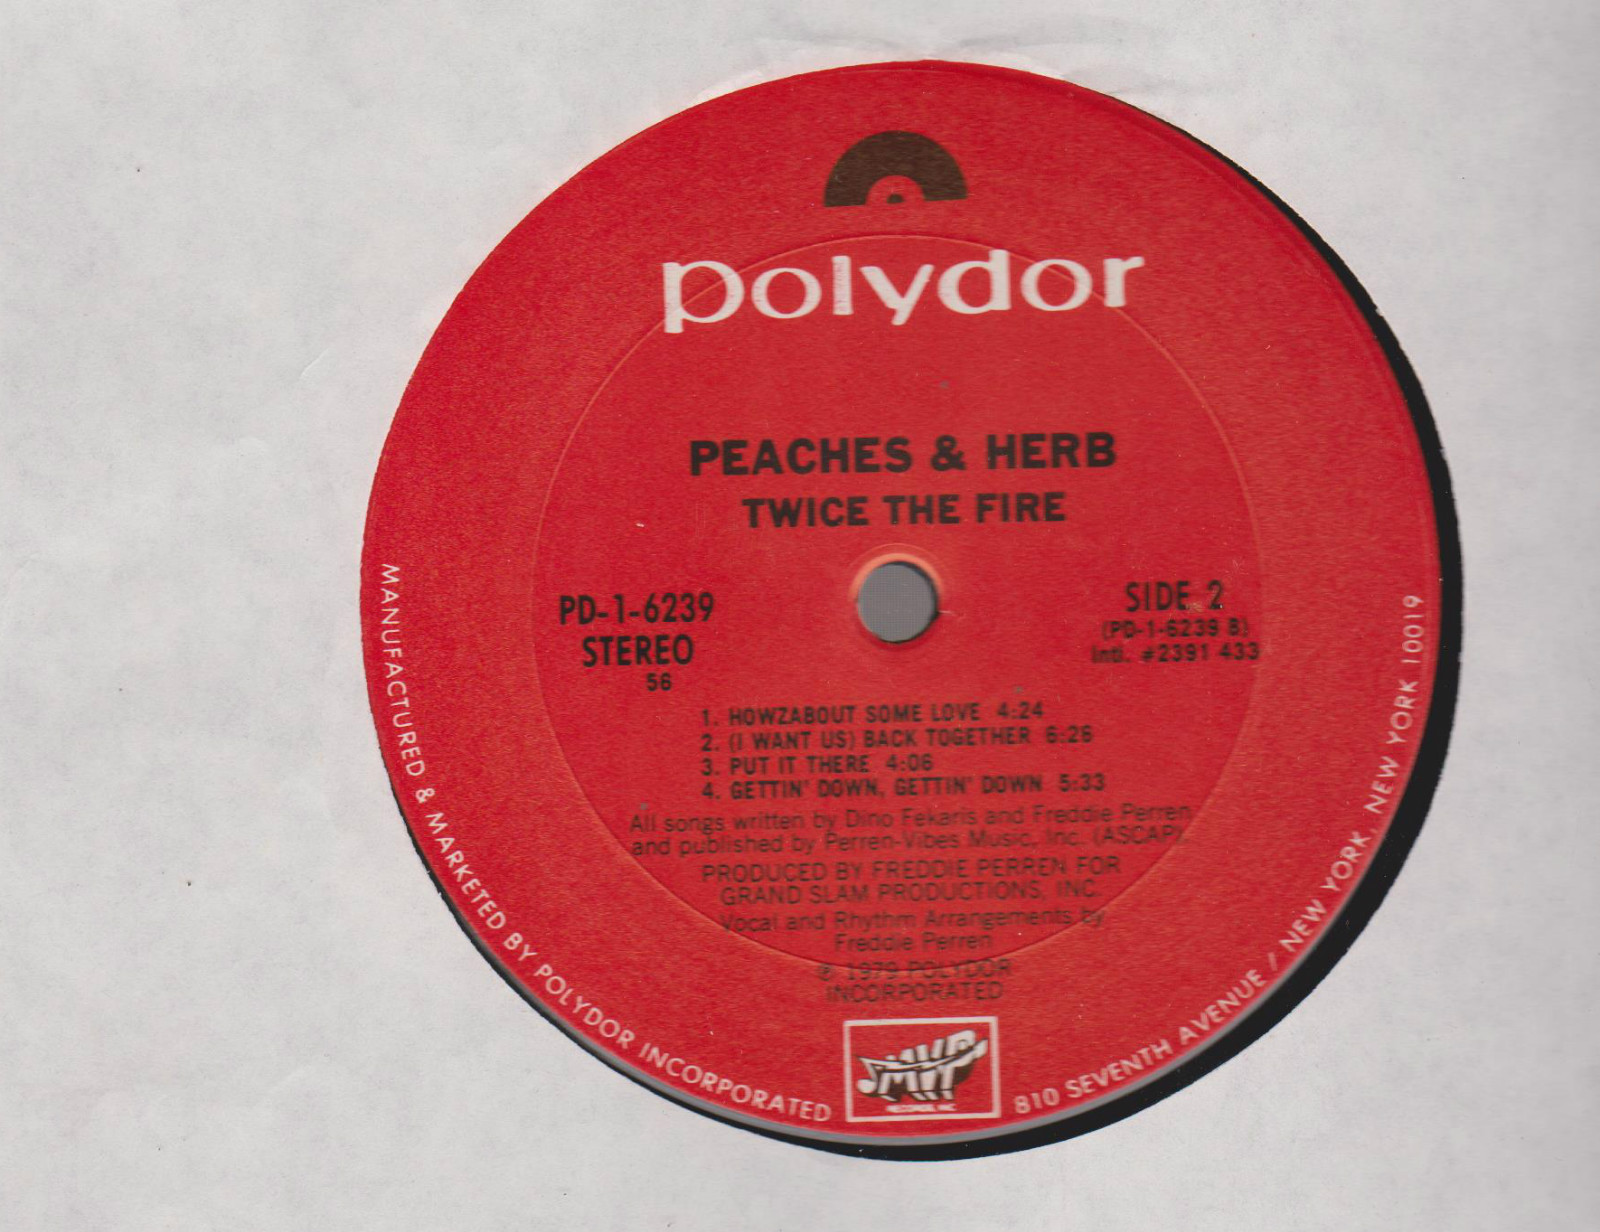 polydor
PEACHES & HERB
TWICE THE FIRE
PD-1-6239
STEREO
56
SIDE 2
(PD-1-6239 B)
Intl. #2391 433
1. HOWZABOUT SOME LOVE 4:24
2. (I WANT US) BACK TOGETHER 6:26
3. PUT IT THERE 4:06
4. GETTIN' DOWN, GETTIN' DOWN 5:33
All songs written by Dino Fekaris and Freddie Perren
and published by Perren-Vibes Music, Inc. (ASCAP)
PRODUCED BY FREDDIE PERREN FOR
GRAND SLAM PRODUCTIONS, INC.
Vocal and Rhythm Arrangements by
Freddie Perren
℗ 1979 POLYDOR
INCORPORATED
MVP
RECORDS, INC
MANUFACTURED & MARKETED BY POLYDOR INCORPORATED
810 SEVENTH AVENUE / NEW YORK, NEW YORK 10019